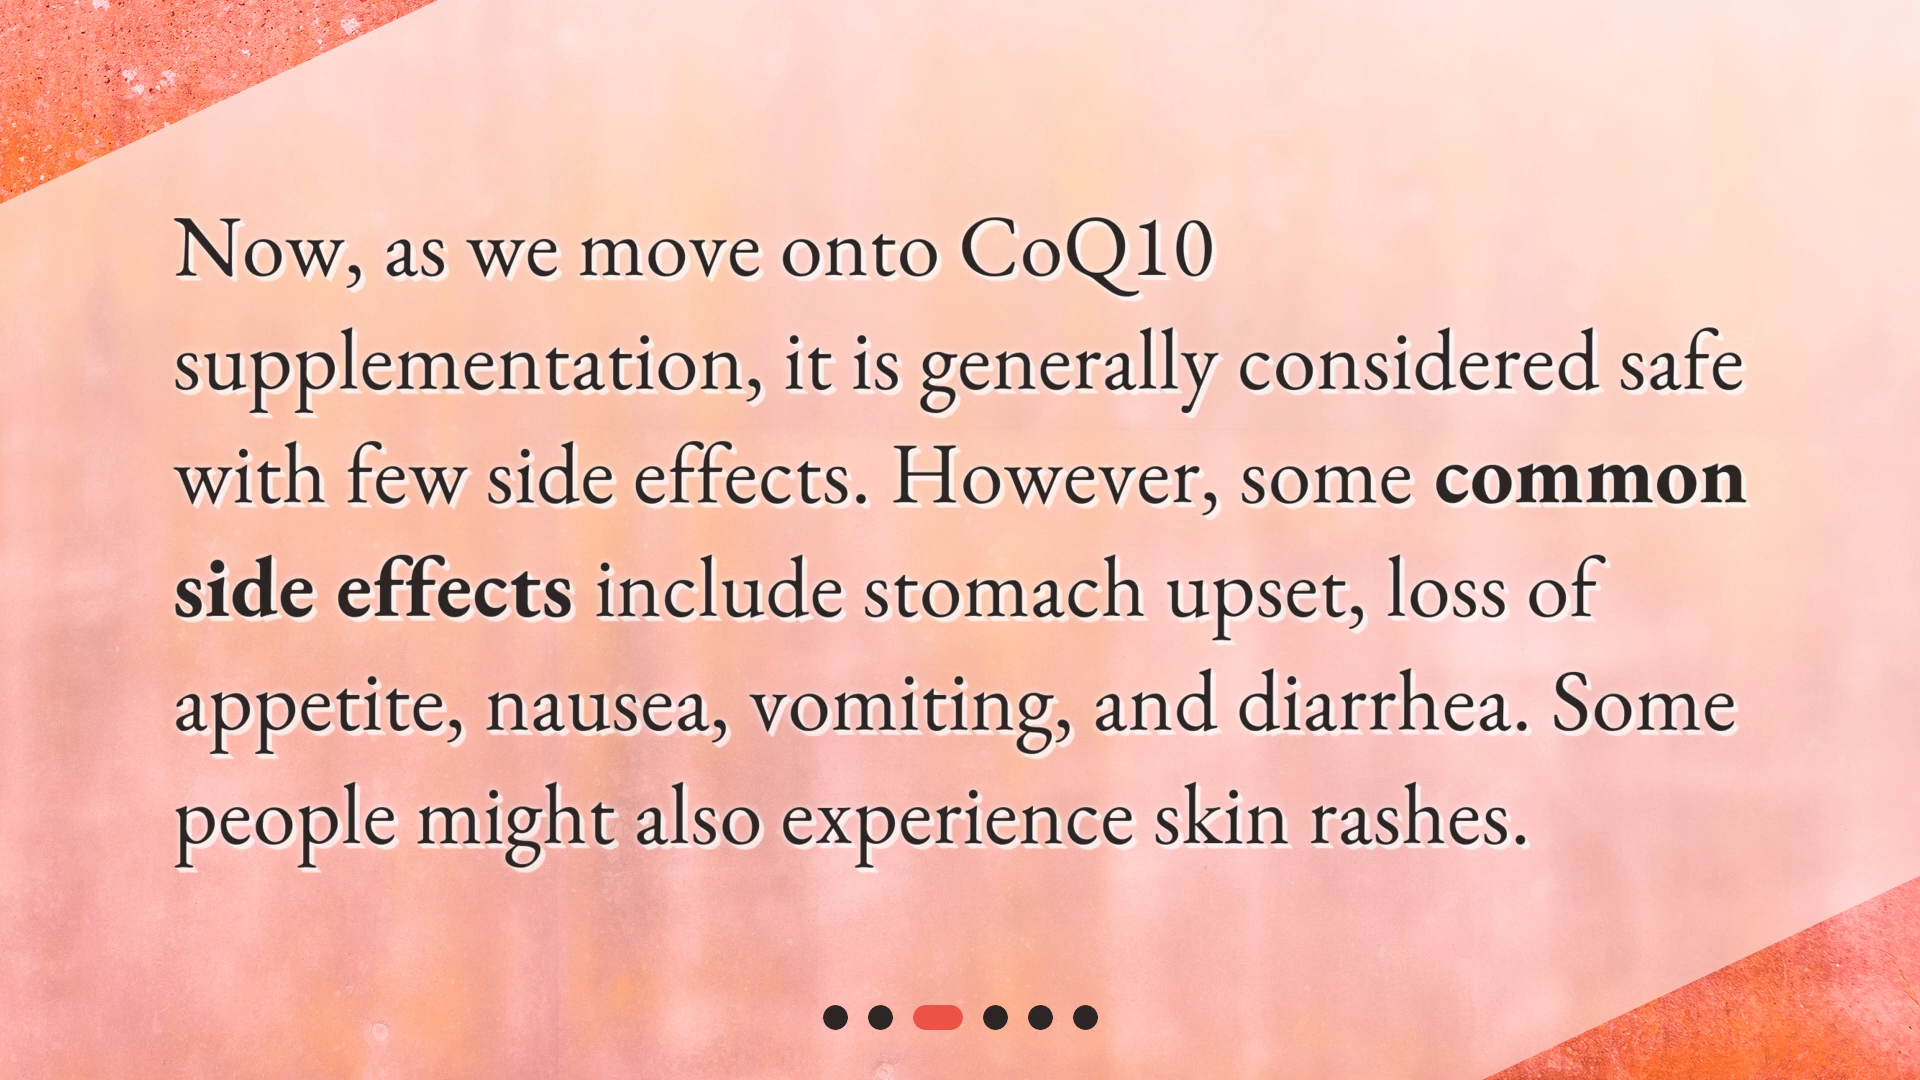 Now, as we move onto CoQ10
supplementation, it is generally considered safe
with few side effects. However, some common
side effects include stomach upset, loss of
appetite, nausea, vomiting, and diarrhea. Some
people might also experience skin rashes.